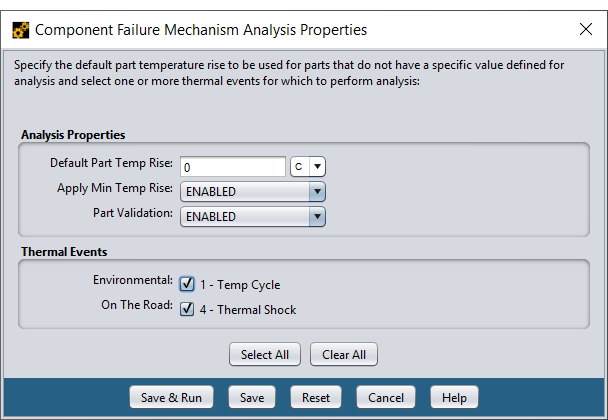 Component Failure Mechanism Analysis Properties
Specify the default part temperature rise to be used for parts that do not have a specific value defined for
analysis and select one or more thermal events for which to perform analysis:
Analysis Properties
Default Part Temp Rise: 0 C
Apply Min Temp Rise: ENABLED
Part Validation: ENABLED
Thermal Events
Environmental: 1 - Temp Cycle
On The Road: 4 - Thermal Shock
Select All Clear All
Save & Run Save Reset Cancel Help